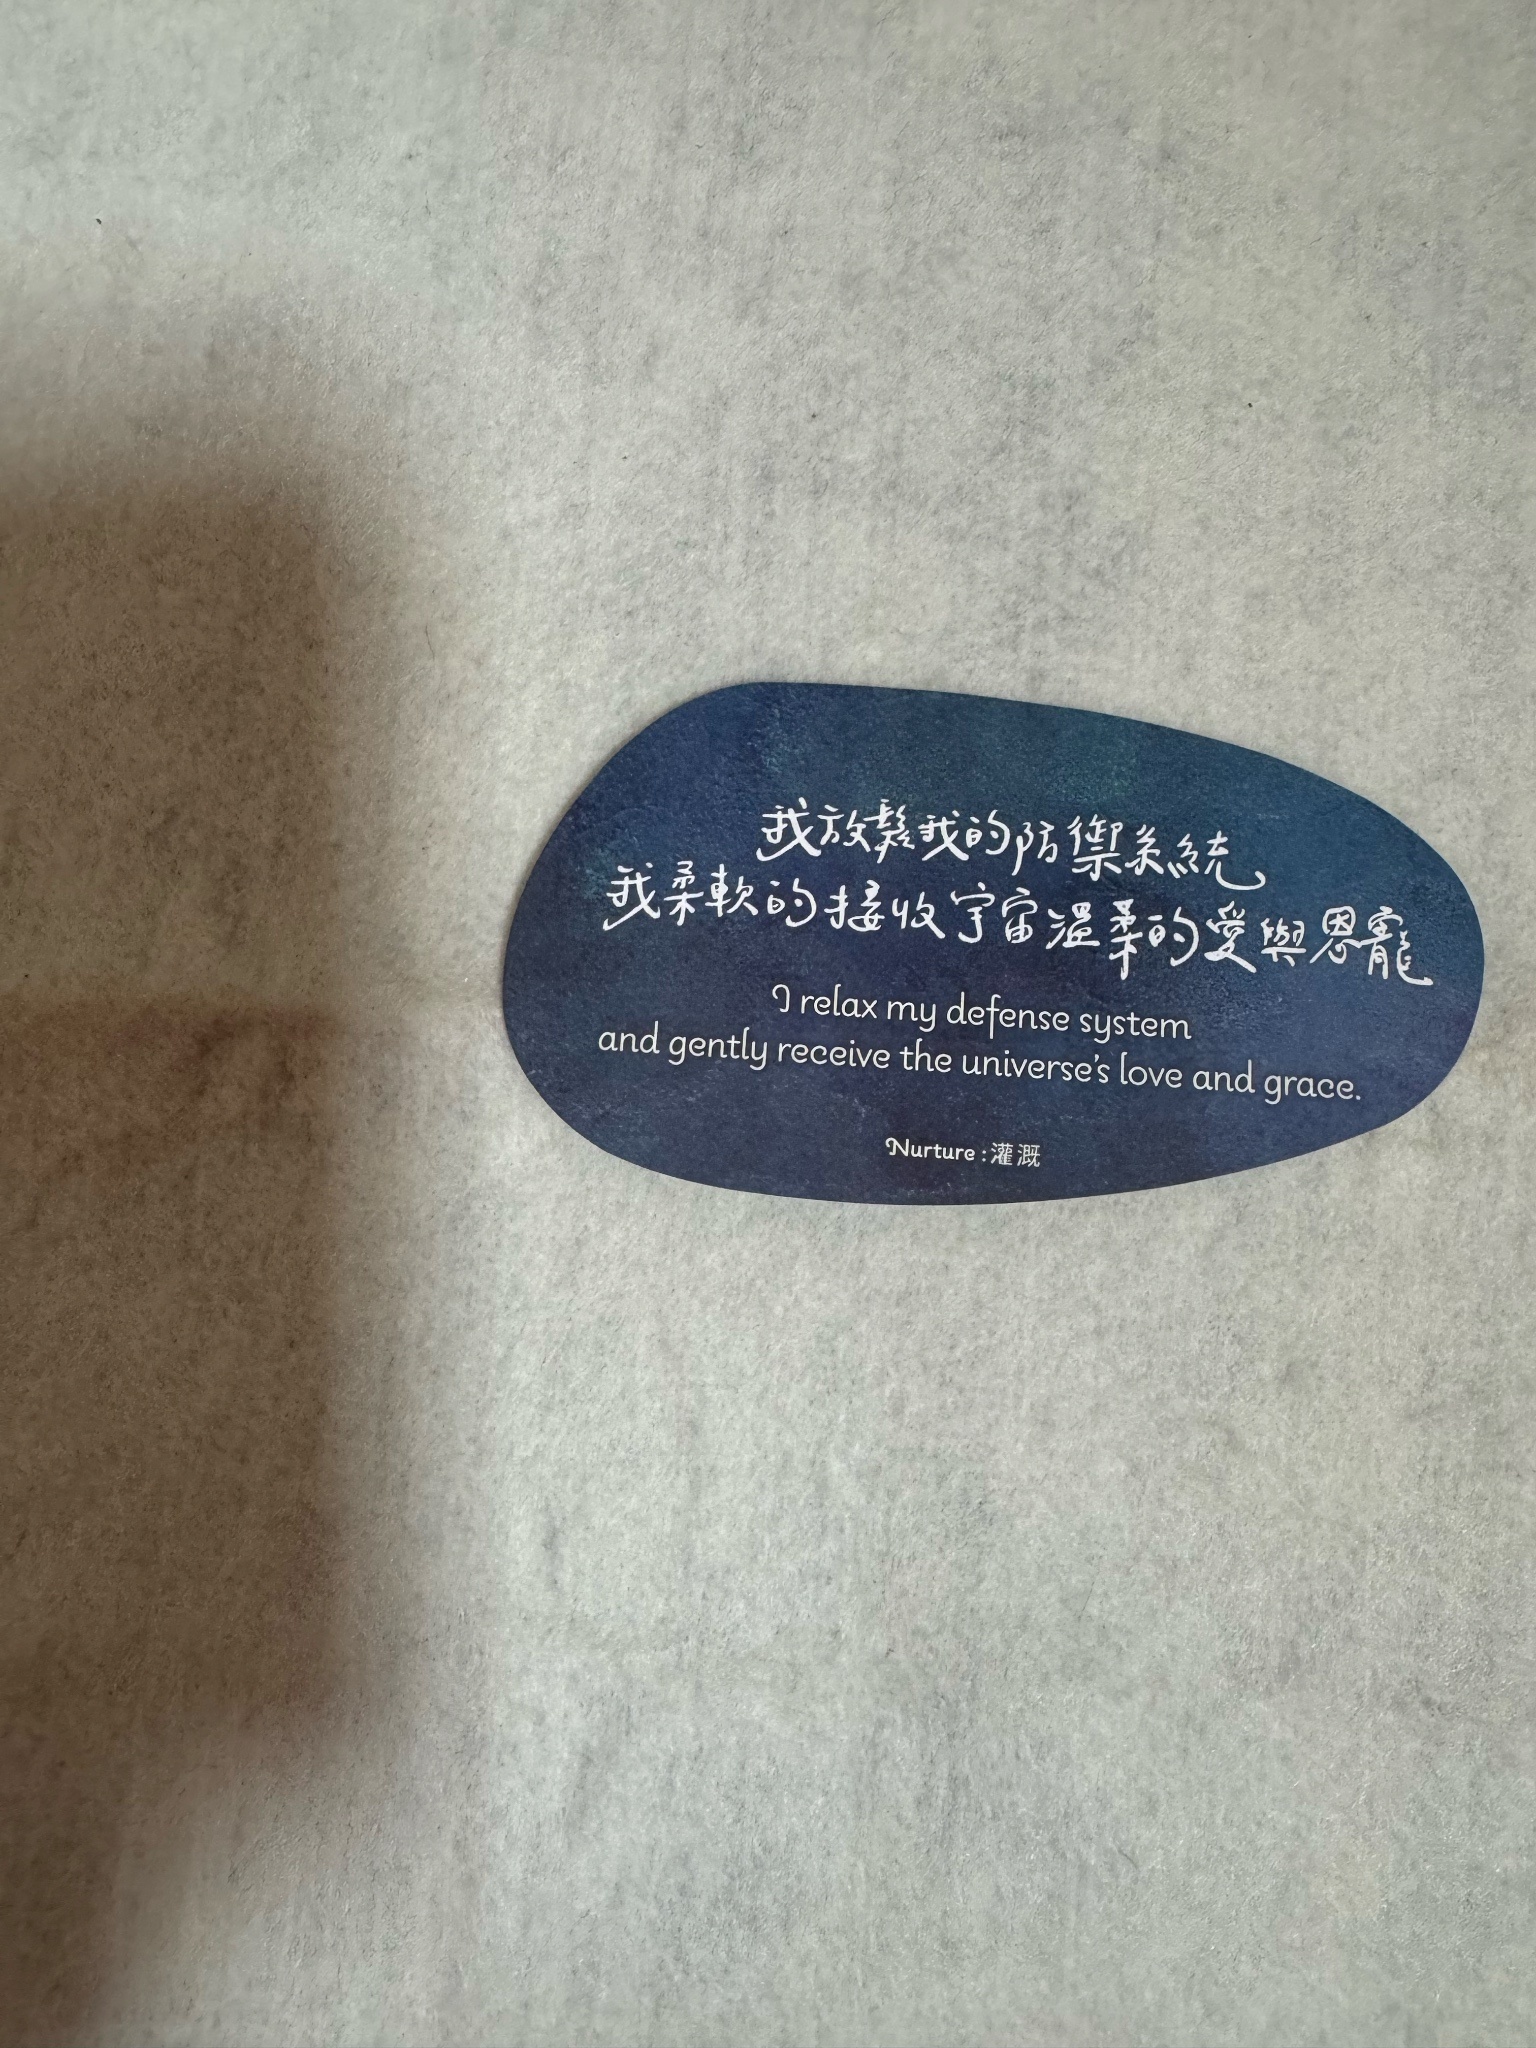 我放鬆我的防禦系統
我柔軟的接收宇宙溫柔的愛與恩寵
I relax my defense system
and gently receive the universe's love and grace.
Nurture : 灌溉